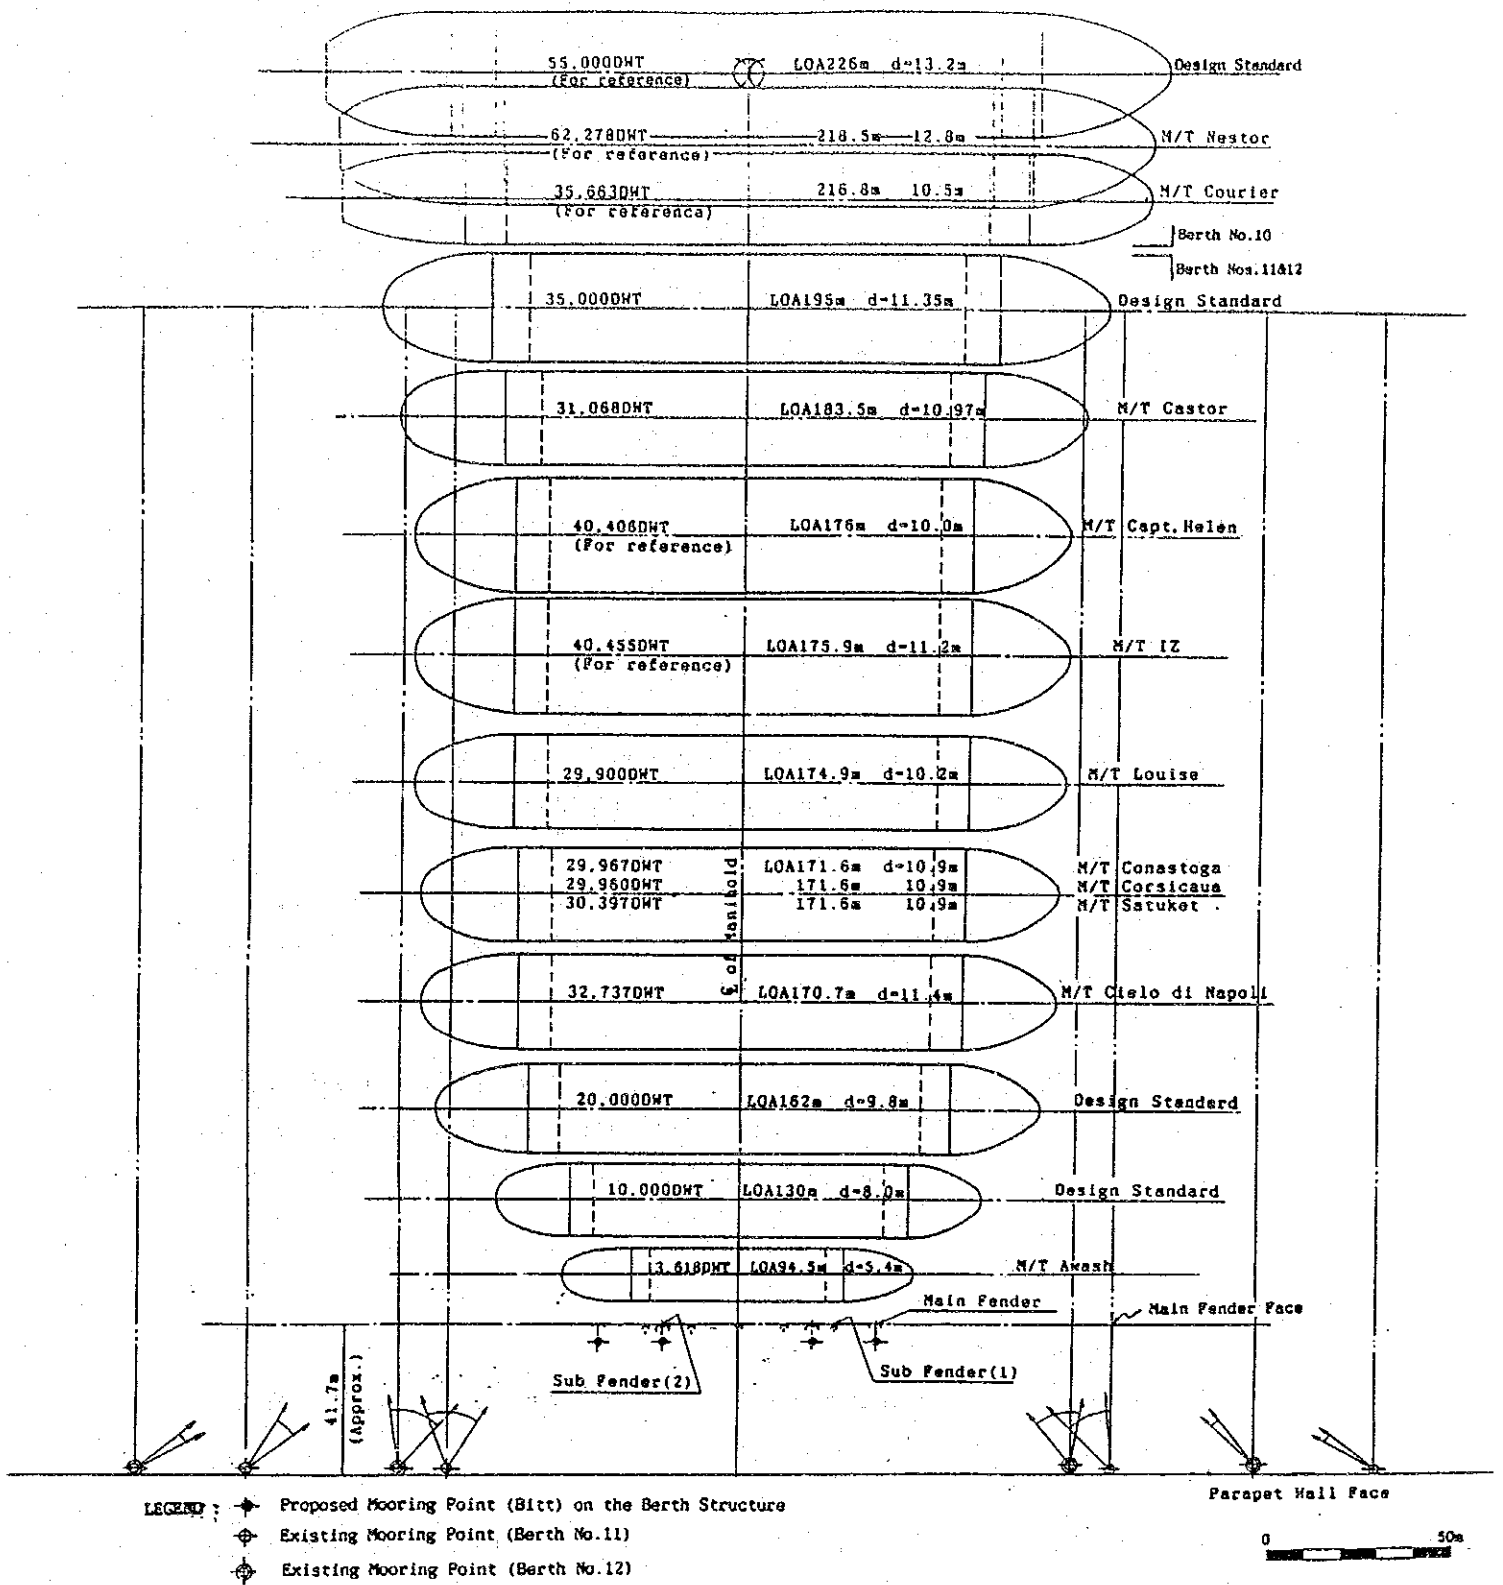 55.000DWT LOA226m d=13.2m Design Standard
(For reference)
62.278DWT 218.5m 12.8m M/T Nestor
(For reference)
35.663DWT 216.8m 10.5m M/T Courier
(For reference)
Berth No.10
Berth Nos.11&12
35.000DWT LOA195m d=11.35m Design Standard
31.068DWT LOA183.5m d=10.97m M/T Castor
40.406DWT LOA176m d=10.0m M/T Capt.Helen
(For reference)
40.455DWT LOA175.9m d=11.2m M/T IZ
(For reference)
29.900DWT LOA174.9m d=10.2m M/T Louise
29.967DWT LOA171.6m d=10.9m M/T Conastoga
29.960DWT 171.6m 10.9m M/T Corsicaua
30.397DWT 171.6m 10.9m M/T Satuket
℄ of Manihold
32.737DWT LOA170.7m d=11.4m M/T Cielo di Napoli
20.000DWT LOA162m d=9.8m Design Standard
10.000DWT LOA130m d=8.0m Design Standard
3.618DWT LOA94.5m d=5.4m M/T Awash
Main Fender
Main Fender Face
Sub Fender(2)
Sub Fender(1)
41.7m
(Approx.)
Parapet Wall Face
LEGEND :
Proposed Mooring Point (Bitt) on the Berth Structure
Existing Mooring Point (Berth No.11)
Existing Mooring Point (Berth No.12)
0 50m